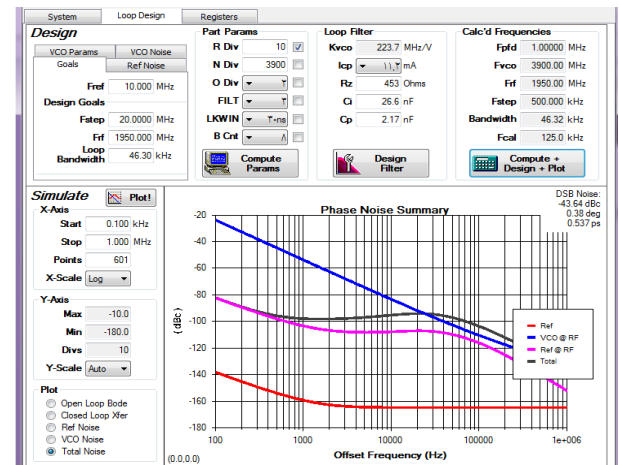 System Loop Design Registers
Design
VCO Params VCO Noise
Goals Ref Noise
Fref 10.000 MHz
Design Goals
Fstep 20.0000 MHz
Frf 1950.000 MHz
Loop Bandwidth 46.30 kHz
Part Params
R Div 10
N Div 3900
O Div ۲
FILT ۳
LKWIN ۳۰ns
B Cnt ۸
Compute Params
Loop Filter
Kvco 223.7 MHz/V
Icp ۱۱,۲ mA
Rz 453 Ohms
Ci 26.6 nF
Cp 2.17 nF
Design Filter
Calc'd Frequencies
Fpfd 1.00000 MHz
Fvco 3900.00 MHz
Frf 1950.00 MHz
Fstep 500.000 kHz
Bandwidth 46.32 kHz
Fcal 125.0 kHz
Compute + Design + Plot
Simulate Plot!
X-Axis
Start 0.100 kHz
Stop 1.000 MHz
Points 601
X-Scale Log
Y-Axis
Max -10.0
Min -180.0
Divs 10
Y-Scale Auto
Plot
Open Loop Bode
Closed Loop Xfer
Ref Noise
VCO Noise
Total Noise
DSB Noise:
-43.64 dBc
0.38 deg
0.537 ps
Phase Noise Summary
(dBc)
-20
-40
-60
-80
-100
-120
-140
-160
-180
100 1000 10000 100000 1e+006
Offset Frequency (Hz)
(0.0,0.0)
Ref
VCO @ RF
Ref @ RF
Total